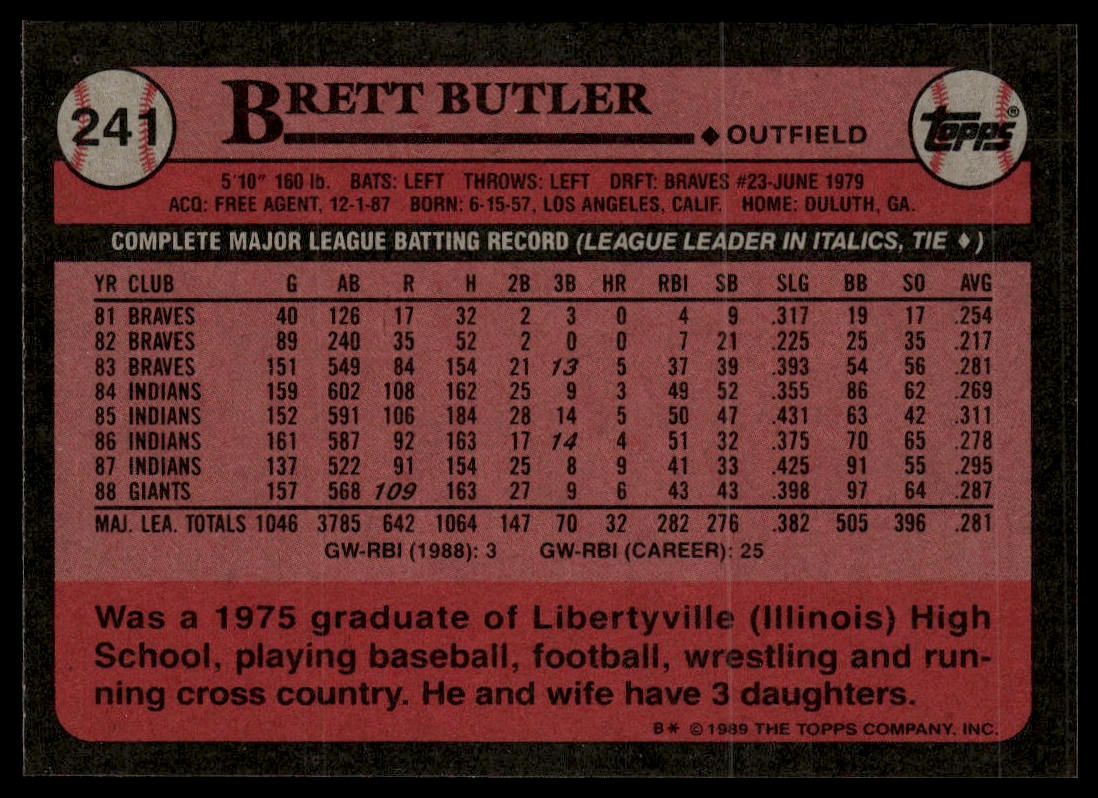 241
BRETT BUTLER
◆OUTFIELD
TOPPS®
5'10" 160 lb. BATS: LEFT THROWS: LEFT DRFT: BRAVES #23-JUNE 1979
ACQ: FREE AGENT, 12-1-87 BORN: 6-15-57, LOS ANGELES, CALIF. HOME: DULUTH, GA.
COMPLETE MAJOR LEAGUE BATTING RECORD (LEAGUE LEADER IN ITALICS, TIE ♦)
YR CLUB G AB R H 2B 3B HR RBI SB SLG BB SO AVG
81 BRAVES 40 126 17 32 2 3 0 4 9 .317 19 17 .254
82 BRAVES 89 240 35 52 2 0 0 7 21 .225 25 35 .217
83 BRAVES 151 549 84 154 21 13 5 37 39 .393 54 56 .281
84 INDIANS 159 602 108 162 25 9 3 49 52 .355 86 62 .269
85 INDIANS 152 591 106 184 28 14 5 50 47 .431 63 42 .311
86 INDIANS 161 587 92 163 17 14 4 51 32 .375 70 65 .278
87 INDIANS 137 522 91 154 25 8 9 41 33 .425 91 55 .295
88 GIANTS 157 568 109 163 27 9 6 43 43 .398 97 64 .287
MAJ. LEA. TOTALS 1046 3785 642 1064 147 70 32 282 276 .382 505 396 .281
GW-RBI (1988): 3 GW-RBI (CAREER): 25
Was a 1975 graduate of Libertyville (Illinois) High
School, playing baseball, football, wrestling and run-
ning cross country. He and wife have 3 daughters.
B* © 1989 THE TOPPS COMPANY, INC.